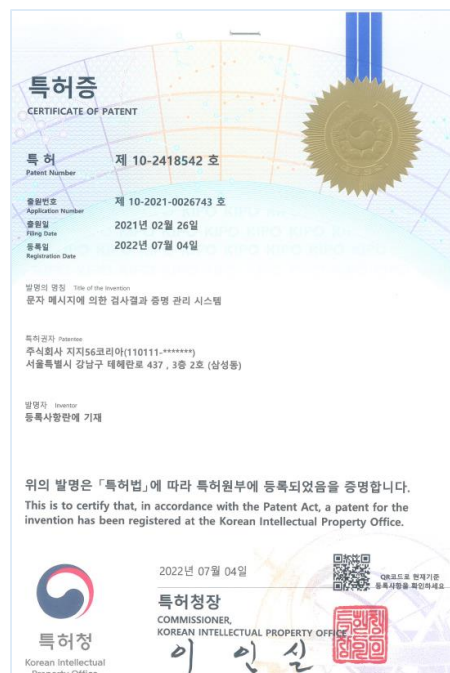 특허증
CERTIFICATE OF PATENT
특 허 제 10-2418542 호
Patent Number
출원번호 제 10-2021-0026743 호
Application Number
출원일 2021년 02월 26일
Filing Date
등록일 2022년 07월 04일
Registration Date
발명의 명칭 Title of the Invention
문자 메시지에 의한 검사결과 증명 관리 시스템
특허권자 Patentee
주식회사 지지56코리아(110111-*******)
서울특별시 강남구 테헤란로 437 , 3층 2호 (삼성동)
발명자 Inventor
등록사항란에 기재
위의 발명은 「특허법」에 따라 특허원부에 등록되었음을 증명합니다.
This is to certify that, in accordance with the Patent Act, a patent for the
invention has been registered at the Korean Intellectual Property Office.
2022년 07월 04일
QR코드로 현재기준
등록사항을 확인하세요
특허청장
COMMISSIONER,
KOREAN INTELLECTUAL PROPERTY OFFICE
이 인 실
특허청
Korean Intellectual
Property Office